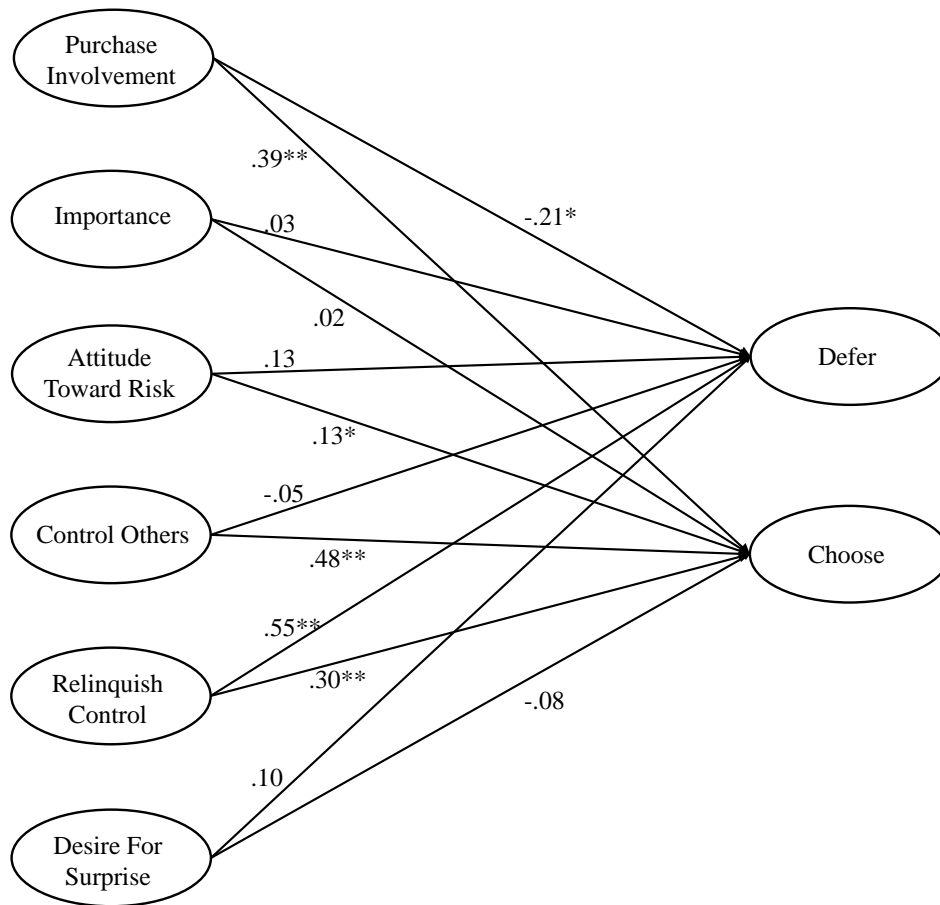 Purchase
Involvement
.39**
-.21*
Importance
.03
.02
Attitude
Toward Risk
.13
Defer
.13*
Control Others
-.05
.48**
Choose
.55**
Relinquish
Control
.30**
-.08
.10
Desire For
Surprise